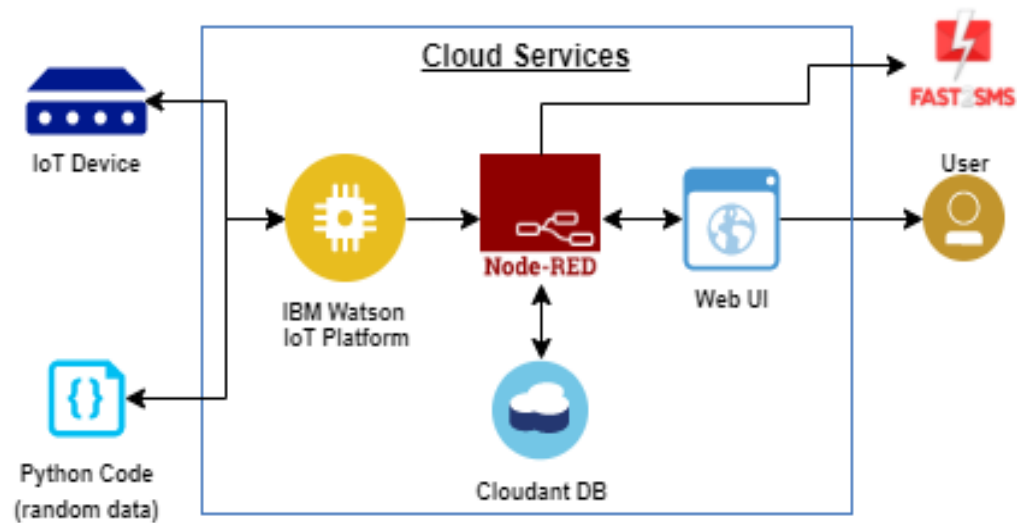 Cloud Services
FAST2SMS
IoT Device
User
Node-RED
IBM Watson
IoT Platform
Web UI
{ }
Python Code
(random data)
Cloudant DB